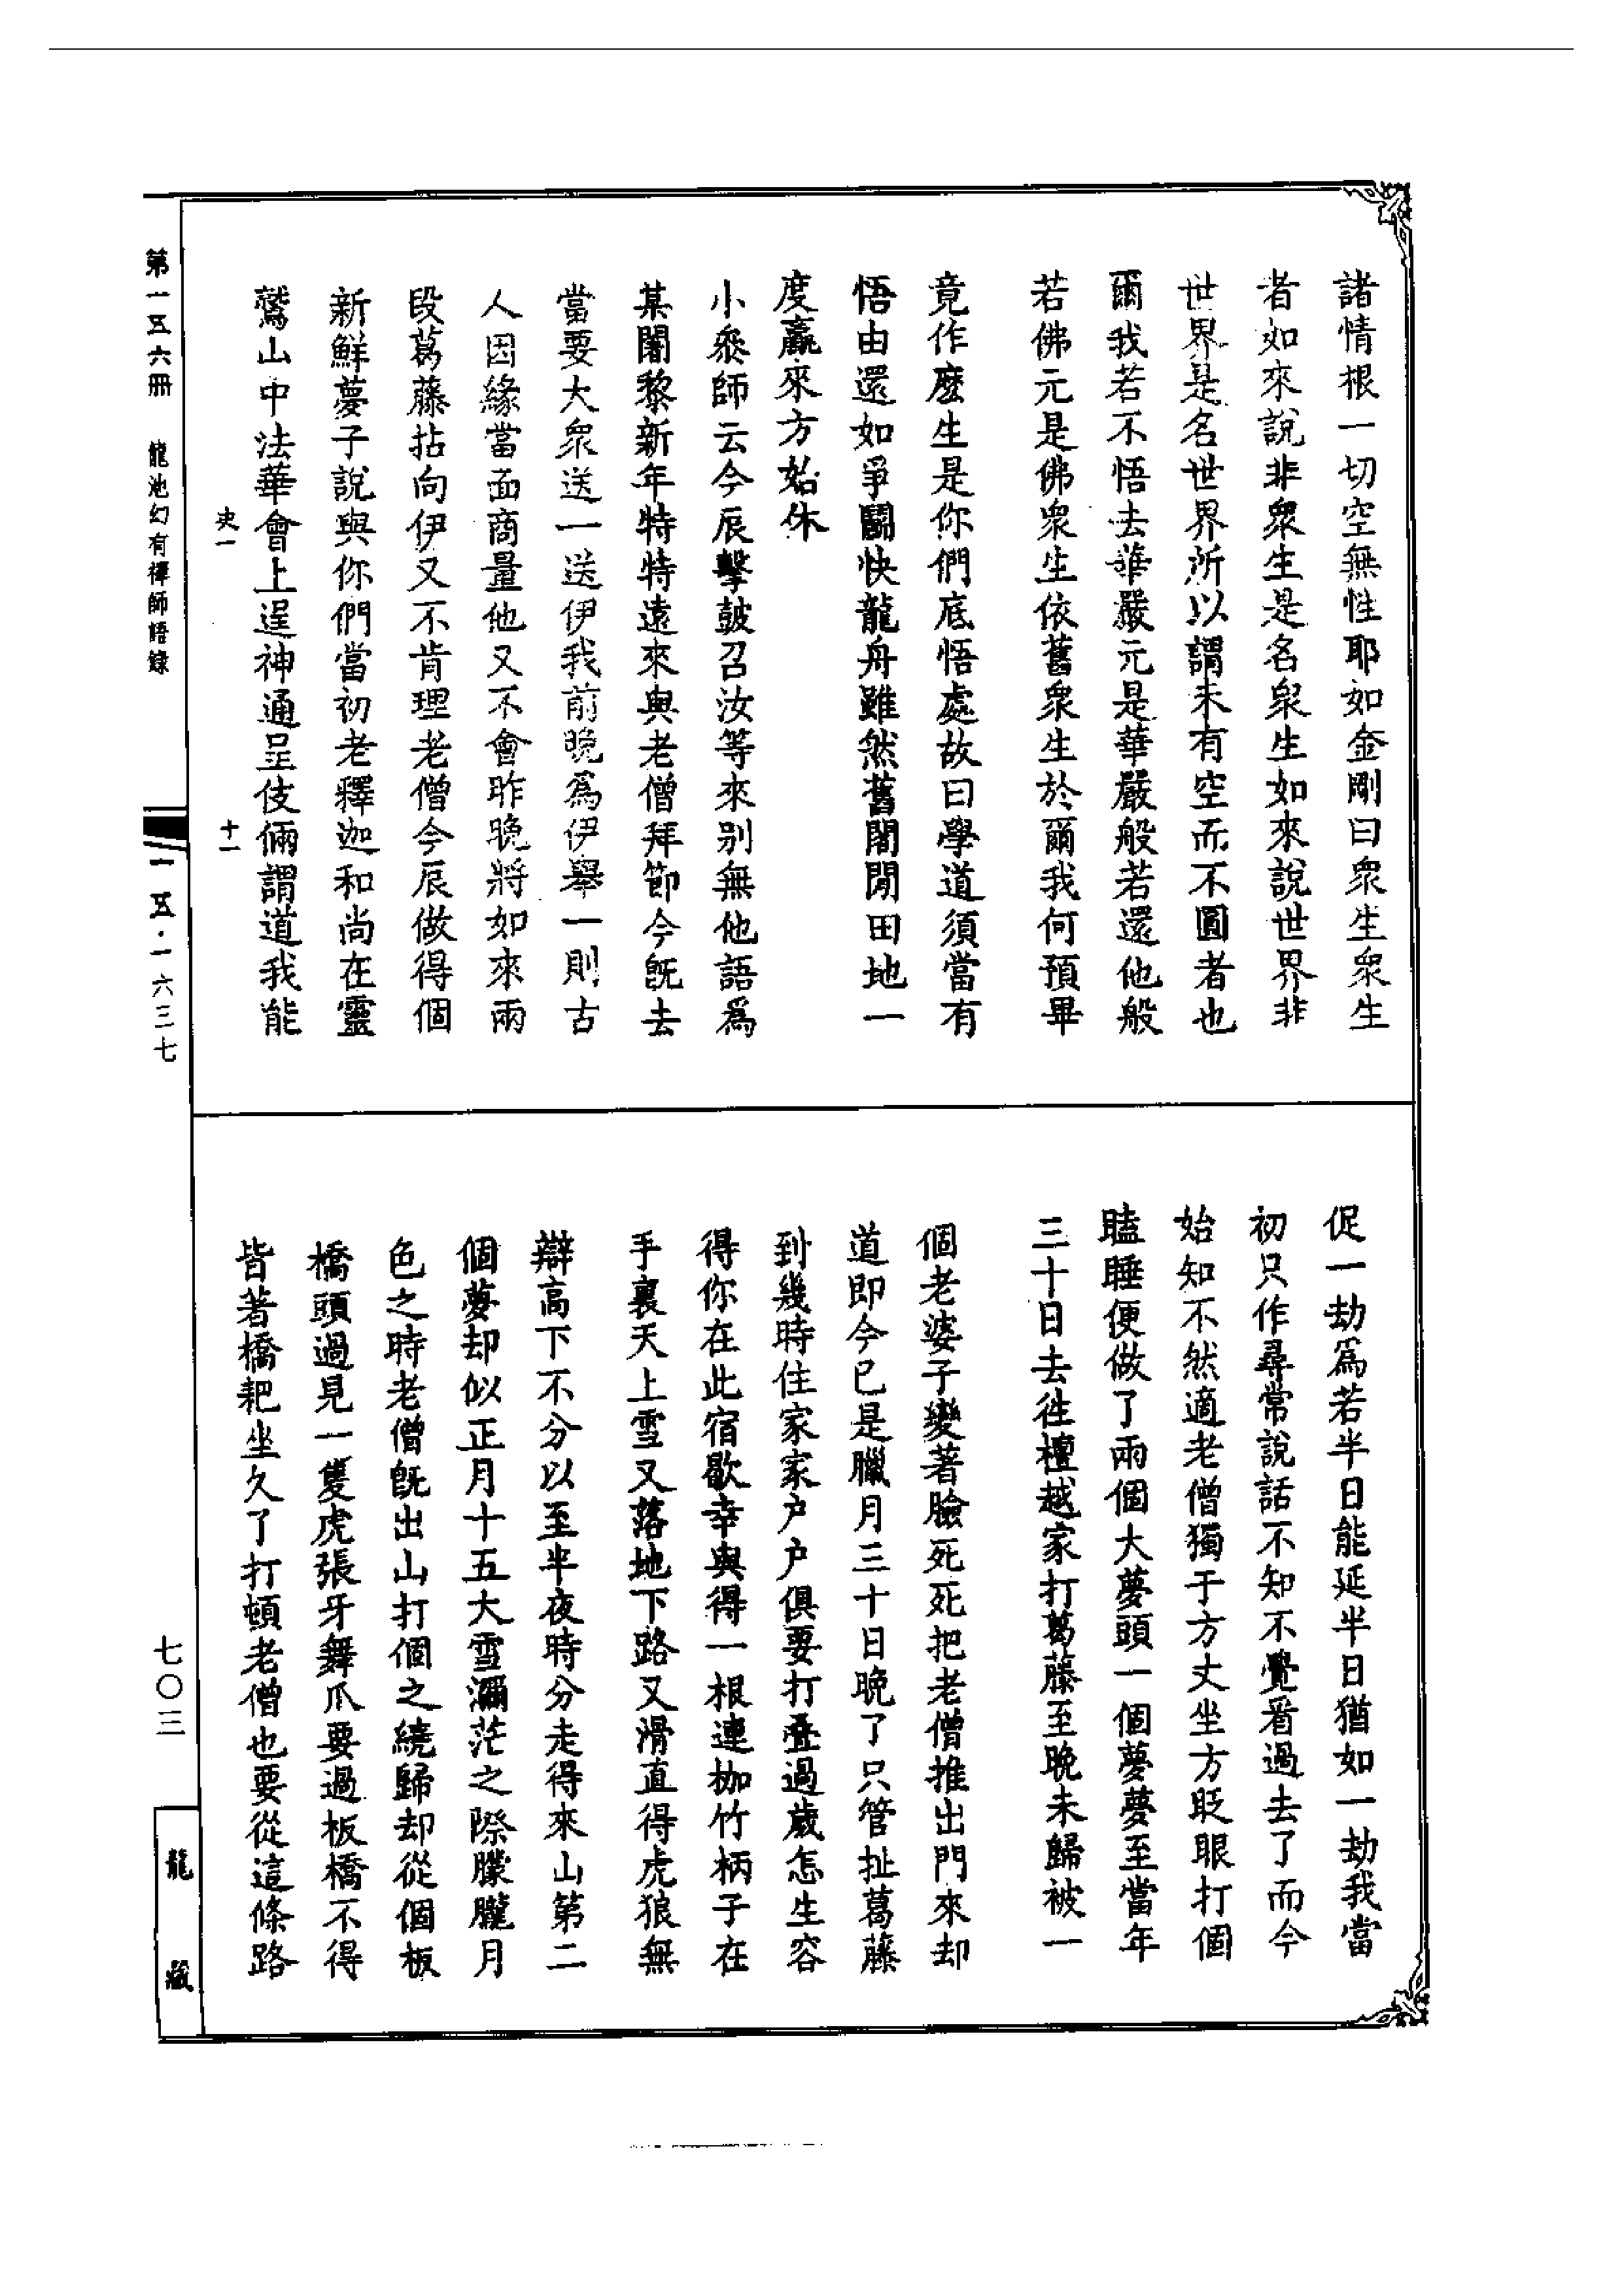 諸情根一切空無性耶如金剛曰衆生衆生
者如來說非衆生是名衆生如來說世界非
世界是名世界所以謂未有空而不圓者也
爾我若不悟去華嚴元是華嚴般若還他般
若佛元是佛衆生依舊衆生於爾我何預畢
竟作麽生是你們底悟處故曰學道須當有
悟由還如爭鬬快龍舟雖然舊閣閒田地一
度贏來方始休
小叅師云今辰擊鼓召汝等來别無他語爲
某闍黎新年特特遠來與老僧拜節今旣去
當要大衆送一送伊我前晚爲伊舉一則古
人因緣當面商量他又不會昨晚將如來兩
段葛藤拈向伊又不肯理老僧今辰做得個
新鮮夢子說與你們當初老釋迦和尚在靈
鷲山中法華會上逞神通呈伎倆謂道我能
史一
十一
促一劫爲若半日能延半日猶如一劫我當
初只作尋常說話不知不覺看過去了而今
始知不然適老僧獨于方丈坐方眨眼打個
瞌睡便做了兩個大夢頭一個夢夢至當年
三十日去徃檀越家打葛藤至晚未歸被一
個老婆子變著臉死死把老僧推出門來却
道即今已是臘月三十日晚了只管扯葛藤
到幾時住家家户户俱要打叠過歲怎生容
得你在此宿歇幸與得一根連枷竹柄子在
手裏天上雪又落地下路又滑直得虎狼無
辯高下不分以至半夜時分走得來山第二
個夢却似正月十五大雪瀰茫之際朦朧月
色之時老僧旣出山打個之繞歸却從個板
橋頭過見一隻虎張牙舞爪要過板橋不得
皆著橋耙坐久了打頓老僧也要從這條路
第一五六册　龍池幻有禪師語錄
一五·一六三七
七〇三
龍藏